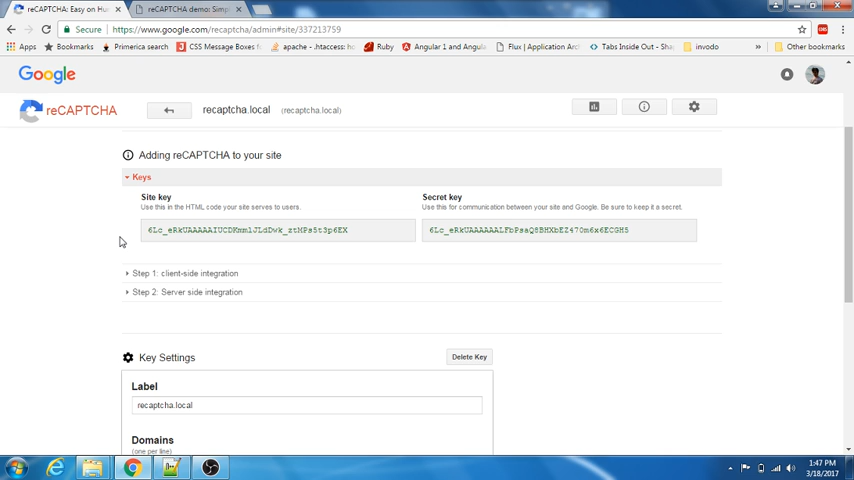 reCAPTCHA: Easy on Hu
reCAPTCHA demo: Simpl
Secure
https://www.google.com/recaptcha/admin#site/337213759
Apps
Bookmarks
Primerica search
CSS Message Boxes f
apache - .htaccess: h
Ruby
Angular 1 and Angula
Flux | Application Arc
Tabs Inside Out - Sha
invodo
»
Other bookmarks
Google
reCAPTCHA
recaptcha.local
(recaptcha.local)
Adding reCAPTCHA to your site
Keys
Site key
Use this in the HTML code your site serves to users.
Secret key
Use this for communication between your site and Google. Be sure to keep it a secret.
Step 1: client-side integration
Step 2: Server side integration
Key Settings
Delete Key
Label
recaptcha.local
Domains
(one per line)
1:47 PM
3/18/2017